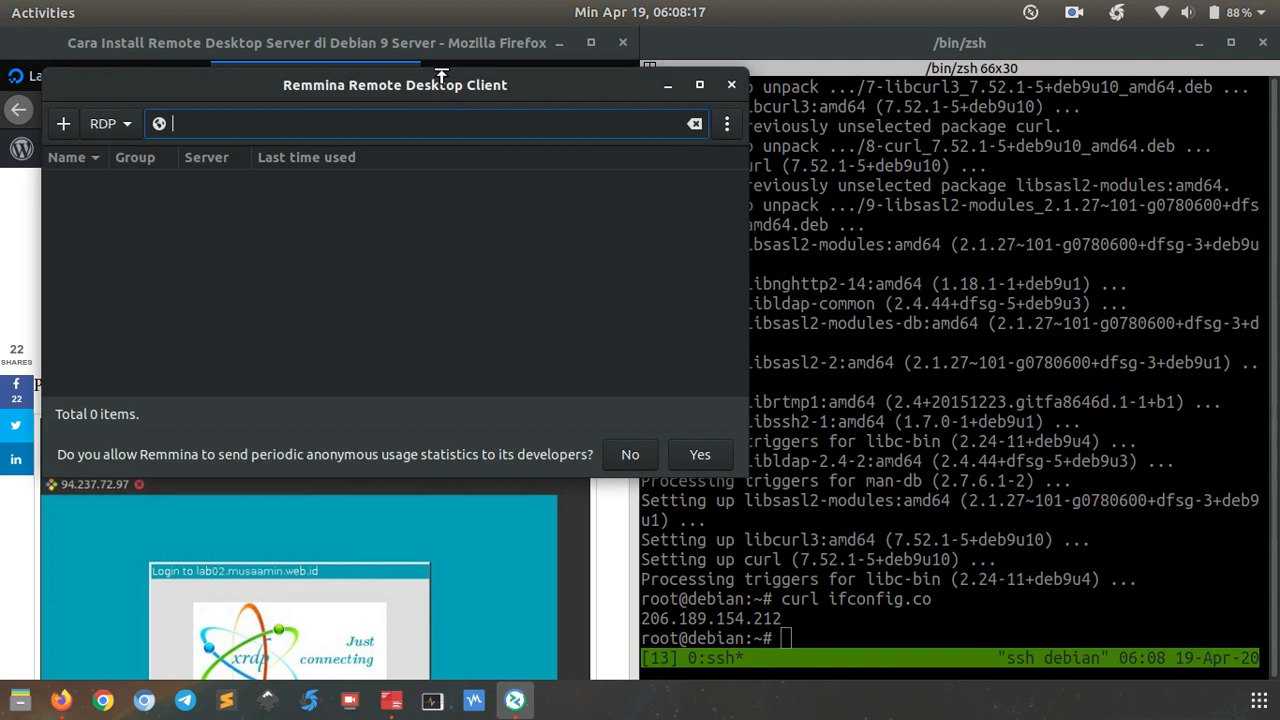 Activities
Min Apr 19, 06:08:17
88 %
Cara Install Remote Desktop Server di Debian 9 Server - Mozilla Firefox
/bin/zsh
La
/bin/zsh 66x30
Remmina Remote Desktop Client
RDP
Name
Group
Server
Last time used
22
SHARES
22
P
Total 0 items.
Do you allow Remmina to send periodic anonymous usage statistics to its developers?
No
Yes
94.237.72.97
Login to lab02.musaamin.web.id
xrdp
Just
connecting
o unpack .../7-libcurl3_7.52.1-5+deb9u10_amd64.deb ...
ibcurl3:amd64 (7.52.1-5+deb9u10) ...
reviously unselected package curl.
o unpack .../8-curl_7.52.1-5+deb9u10_amd64.deb ...
url (7.52.1-5+deb9u10) ...
reviously unselected package libsasl2-modules:amd64.
o unpack .../9-libsasl2-modules_2.1.27~101-g0780600+dfs
amd64.deb ...
ibsasl2-modules:amd64 (2.1.27~101-g0780600+dfsg-3+deb9u
ibnghttp2-14:amd64 (1.18.1-1+deb9u1) ...
ibldap-common (2.4.44+dfsg-5+deb9u3) ...
ibsasl2-modules-db:amd64 (2.1.27~101-g0780600+dfsg-3+d
ibsasl2-2:amd64 (2.1.27~101-g0780600+dfsg-3+deb9u1) ..
ibrtmp1:amd64 (2.4+20151223.gitfa8646d.1-1+b1) ...
ibssh2-1:amd64 (1.7.0-1+deb9u1) ...
triggers for libc-bin (2.24-11+deb9u4) ...
ibldap-2.4-2:amd64 (2.4.44+dfsg-5+deb9u3) ...
Processing triggers for man-db (2.7.6.1-2) ...
Setting up libsasl2-modules:amd64 (2.1.27~101-g0780600+dfsg-3+deb9
u1) ...
Setting up libcurl3:amd64 (7.52.1-5+deb9u10) ...
Setting up curl (7.52.1-5+deb9u10) ...
Processing triggers for libc-bin (2.24-11+deb9u4) ...
root@debian:~# curl ifconfig.co
206.189.154.212
root@debian:~#
[13] 0:ssh* "ssh debian" 06:08 19-Apr-20